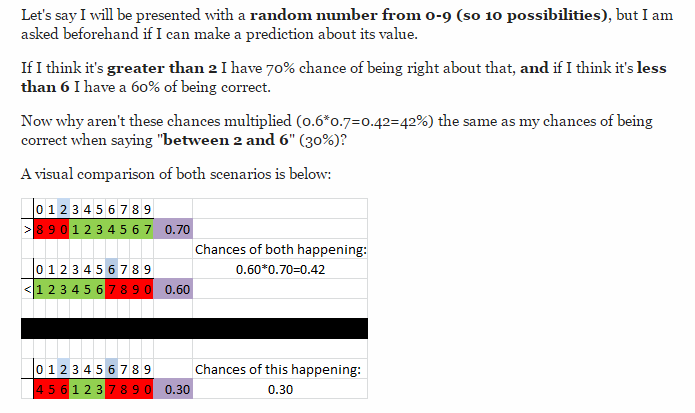 Let's say I will be presented with a random number from 0-9 (so 10 possibilities), but I am
asked beforehand if I can make a prediction about its value.
If I think it's greater than 2 I have 70% chance of being right about that, and if I think it's less
than 6 I have a 60% of being correct.
Now why aren't these chances multiplied (0.6*0.7=0.42=42%) the same as my chances of being
correct when saying "between 2 and 6" (30%)?
A visual comparison of both scenarios is below:
0 1 2 3 4 5 6 7 8 9
> 8 9 0 1 2 3 4 5 6 7 0.70
Chances of both happening:
0 1 2 3 4 5 6 7 8 9 0.60*0.70=0.42
< 1 2 3 4 5 6 7 8 9 0 0.60
0 1 2 3 4 5 6 7 8 9 Chances of this happening:
4 5 6 1 2 3 7 8 9 0 0.30 0.30